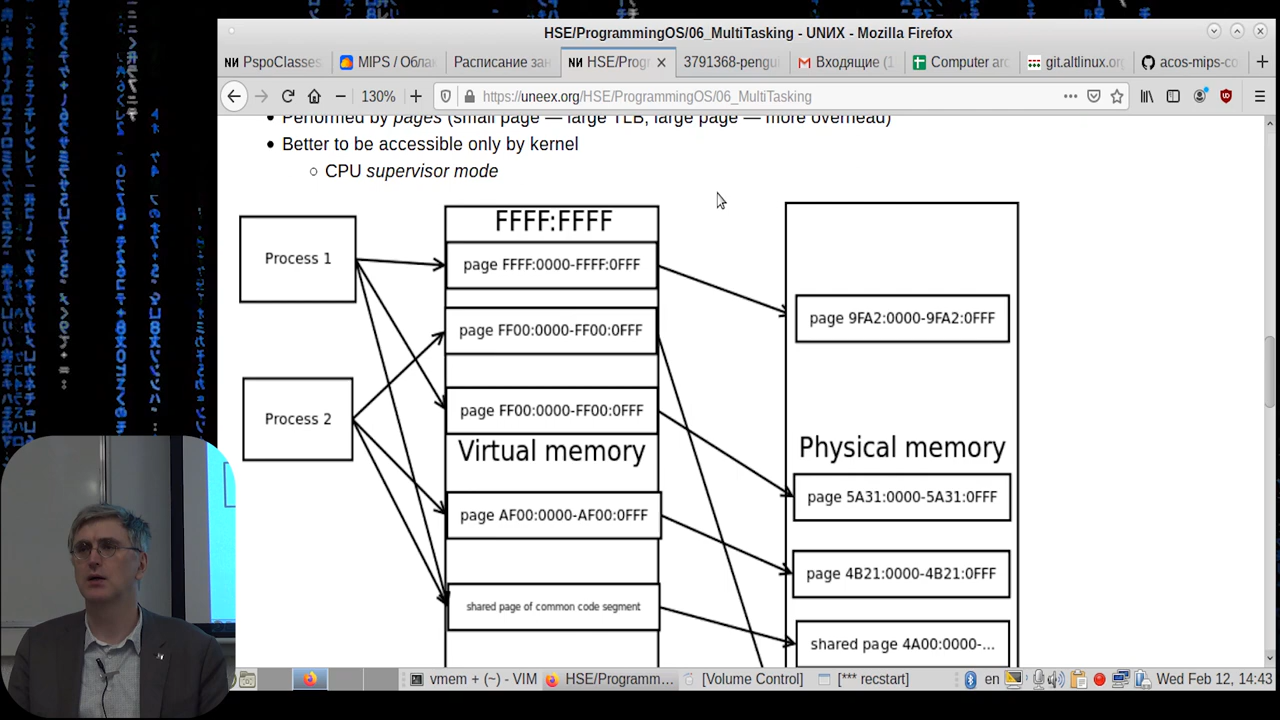 HSE/ProgrammingOS/06_MultiTasking - UNИX - Mozilla Firefox
ИИ PspoClasses
MIPS / Обла
Расписание зан
ИИ HSE/Prog
3791368-pengu
Входящие (1
Computer arc
git.altlinux.org
acos-mips-co
130%
https://uneex.org/HSE/ProgrammingOS/06_MultiTasking
Performed by pages (small page — large TLB, large page — more overhead)
Better to be accessible only by kernel
CPU supervisor mode
FFFF:FFFF
Process 1
page FFFF:0000-FFFF:0FFF
page 9FA2:0000-9FA2:0FFF
page FF00:0000-FF00:0FFF
Process 2
page FF00:0000-FF00:0FFF
Virtual memory
Physical memory
page 5A31:0000-5A31:0FFF
page AF00:0000-AF00:0FFF
page 4B21:0000-4B21:0FFF
shared page of common code segment
shared page 4A00:0000-...
vmem + (~) - VIM
HSE/Programm...
[Volume Control]
[*** recstart]
en
Wed Feb 12, 14:43